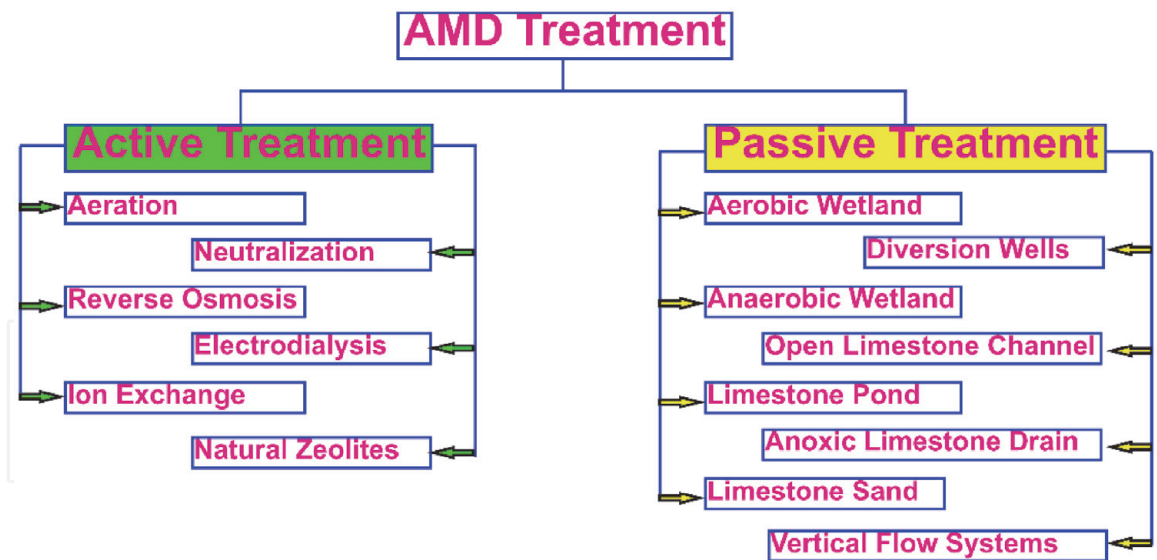 AMD Treatment
Active Treatment
Aeration
Neutralization
Reverse Osmosis
Electrodialysis
Ion Exchange
Natural Zeolites
Passive Treatment
Aerobic Wetland
Diversion Wells
Anaerobic Wetland
Open Limestone Channel
Limestone Pond
Anoxic Limestone Drain
Limestone Sand
Vertical Flow Systems